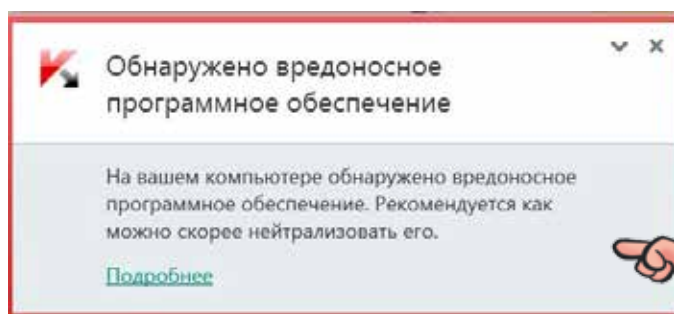 Обнаружено вредоносное
программное обеспечение
На вашем компьютере обнаружено вредоносное
программное обеспечение. Рекомендуется как
можно скорее нейтрализовать его.
Подробнее